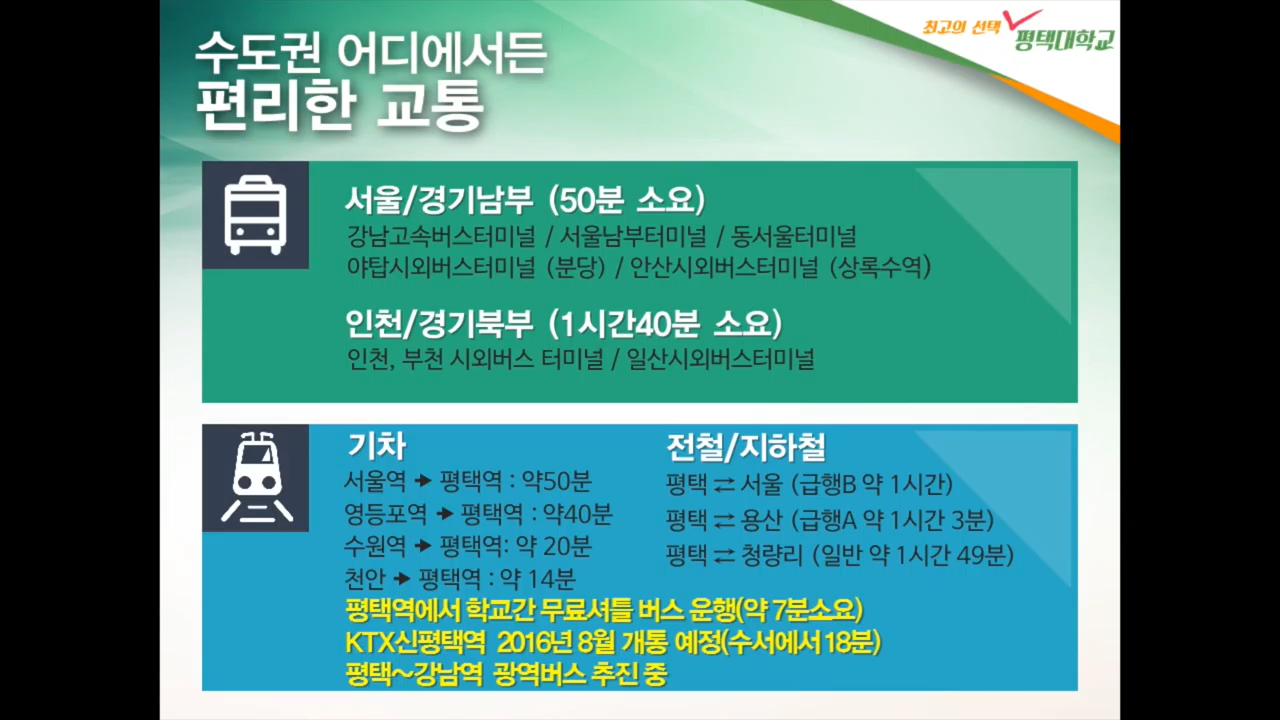 최고의 선택
평택대학교
수도권 어디에서든
편리한 교통
서울/경기남부 (50분 소요)
강남고속버스터미널 / 서울남부터미널 / 동서울터미널
야탑시외버스터미널 (분당) / 안산시외버스터미널 (상록수역)
인천/경기북부 (1시간40분 소요)
인천, 부천 시외버스 터미널 / 일산시외버스터미널
기차
서울역 → 평택역 : 약50분
영등포역 → 평택역 : 약40분
수원역 → 평택역: 약 20분
천안 → 평택역 : 약 14분
전철/지하철
평택 ⇄ 서울 (급행B 약 1시간)
평택 ⇄ 용산 (급행A 약 1시간 3분)
평택 ⇄ 청량리 (일반 약 1시간 49분)
평택역에서 학교간 무료셔틀 버스 운행(약 7분소요)
KTX신평택역 2016년 8월 개통 예정(수서에서 18분)
평택~강남역 광역버스 추진 중